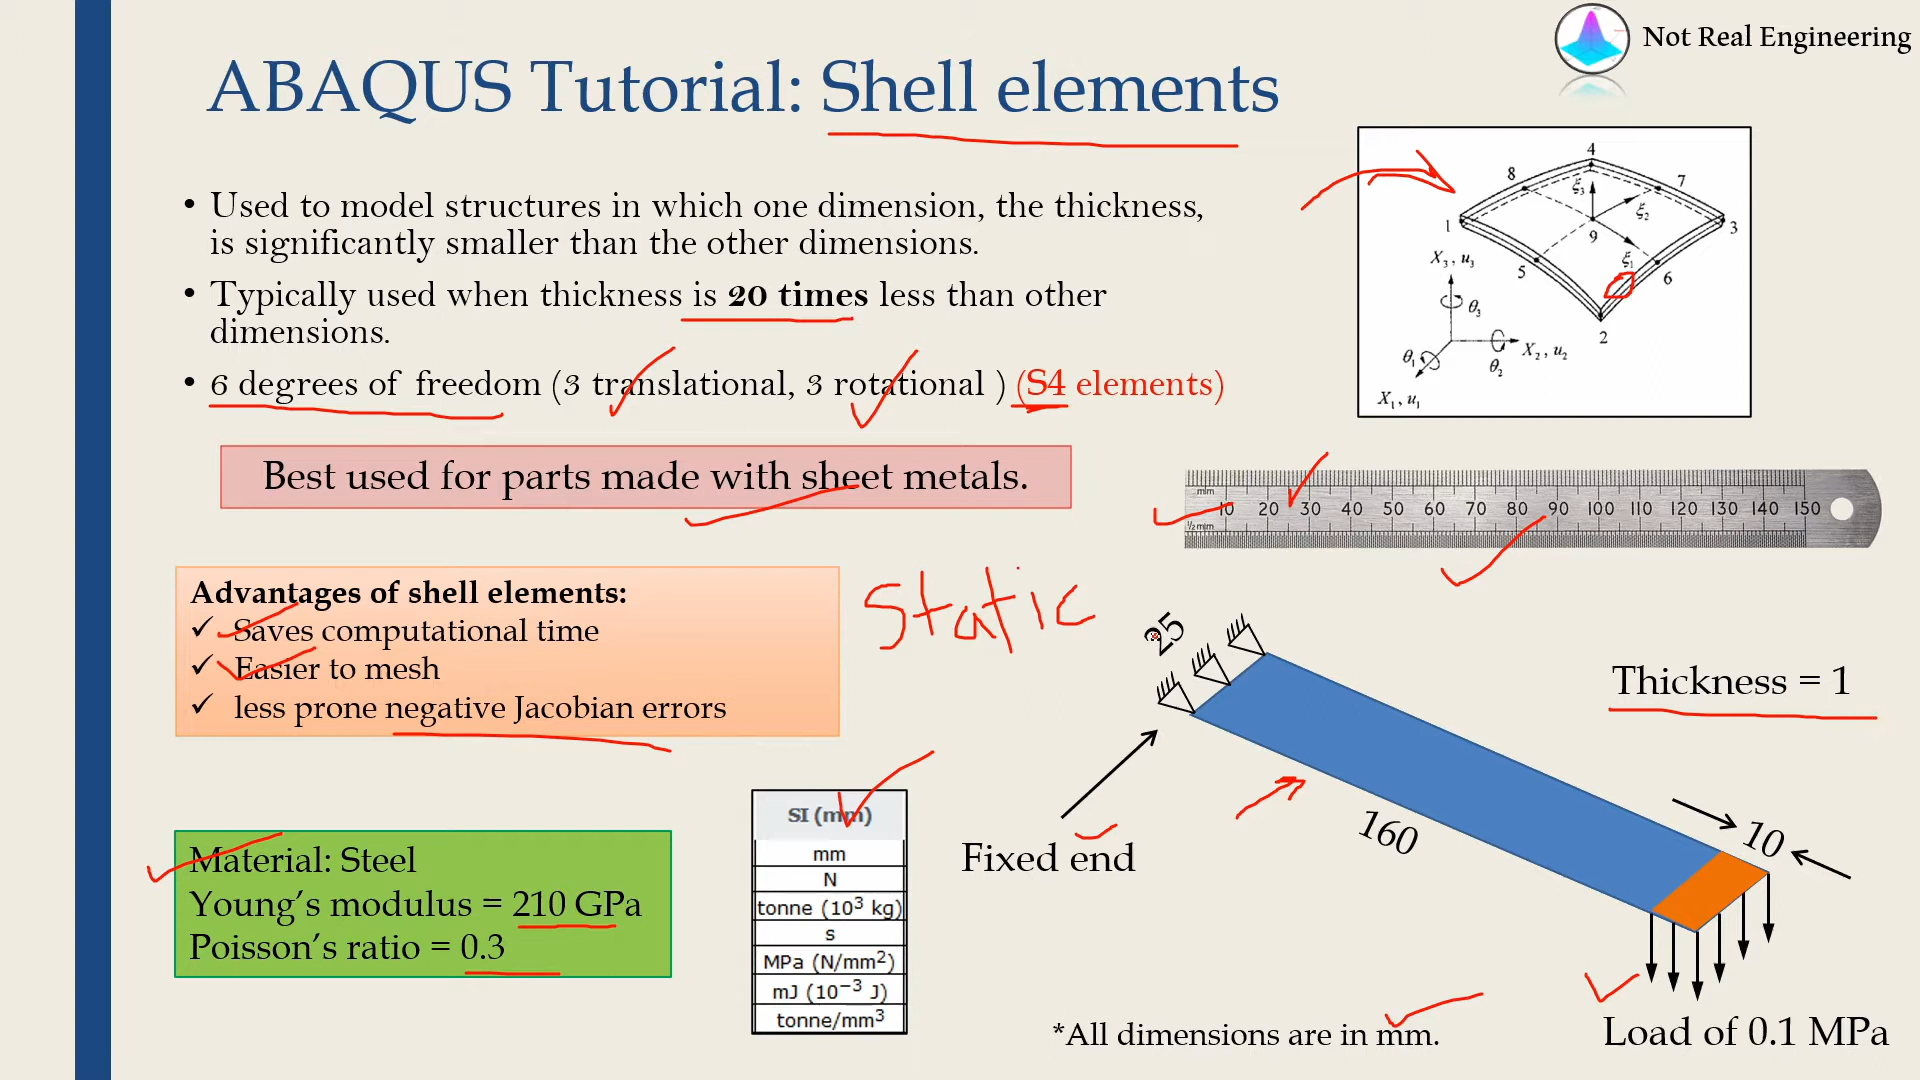 Not Real Engineering
ABAQUS Tutorial: Shell elements
• Used to model structures in which one dimension, the thickness,
is significantly smaller than the other dimensions.
• Typically used when thickness is 20 times less than other
dimensions.
• 6 degrees of freedom (3 translational, 3 rotational ) (S4 elements)
4
8
7
ξ3
ξ2
1
3
9
ξ1
X3, u3
5
6
θ3
2
X2, u2
θ1
θ2
X1, u1
Best used for parts made with sheet metals.
mm
10 20 30 40 50 60 70 80 90 100 110 120 130 140 150
½mm
Advantages of shell elements:
✓ Saves computational time
✓ Easier to mesh
✓ less prone negative Jacobian errors
Static
25
Thickness = 1
160
10
Fixed end
Load of 0.1 MPa
*All dimensions are in mm.
Material: Steel
Young’s modulus = 210 GPa
Poisson’s ratio = 0.3
SI (mm)
mm
N
tonne (10³ kg)
s
MPa (N/mm²)
mJ (10⁻³ J)
tonne/mm³